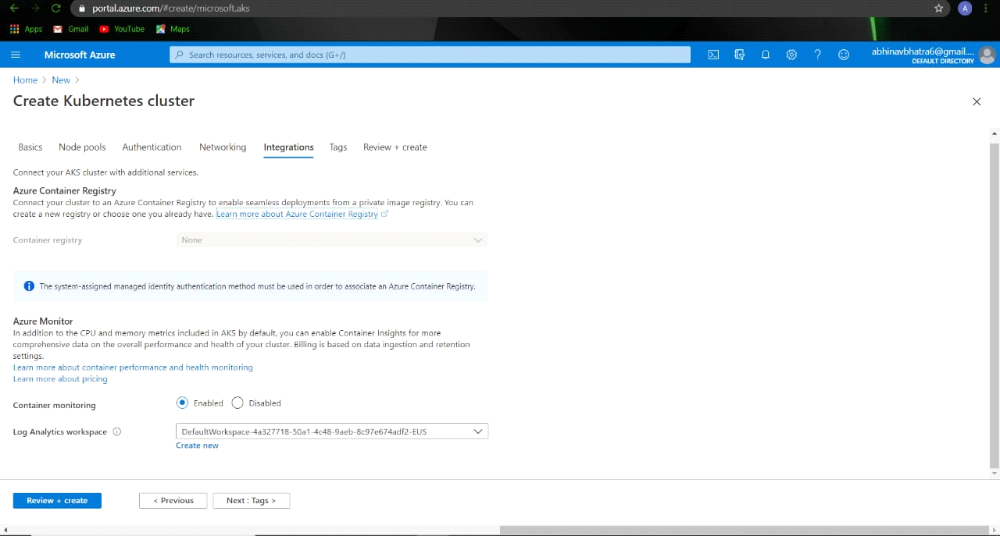 portal.azure.com/#create/microsoft.aks
A
Apps Gmail YouTube Maps
Microsoft Azure
Search resources, services, and docs (G+/)
abhinavbhatra6@gmail....
DEFAULT DIRECTORY
Home > New >
Create Kubernetes cluster
Basics Node pools Authentication Networking Integrations Tags Review + create
Connect your AKS cluster with additional services.
Azure Container Registry
Connect your cluster to an Azure Container Registry to enable seamless deployments from a private image registry. You can
create a new registry or choose one you already have. Learn more about Azure Container Registry
Container registry None
The system-assigned managed identity authentication method must be used in order to associate an Azure Container Registry.
Azure Monitor
In addition to the CPU and memory metrics included in AKS by default, you can enable Container Insights for more
comprehensive data on the overall performance and health of your cluster. Billing is based on data ingestion and retention
settings.
Learn more about container performance and health monitoring
Learn more about pricing
Container monitoring Enabled Disabled
Log Analytics workspace DefaultWorkspace-4a327718-50a1-4c48-9aeb-8c97e674adf2-EUS
Create new
Review + create < Previous Next : Tags >